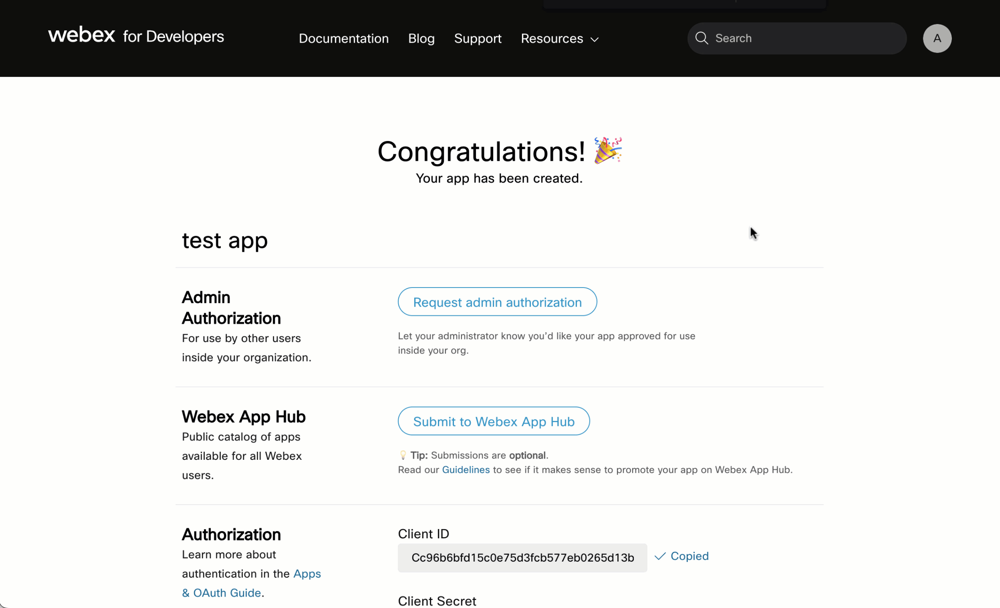 webex for Developers
Documentation Blog Support Resources
Search
A
Congratulations! 🎉
Your app has been created.
test app
Admin
Authorization
For use by other users
inside your organization.
Request admin authorization
Let your administrator know you’d like your app approved for use
inside your org.
Webex App Hub
Public catalog of apps
available for all Webex
users.
Submit to Webex App Hub
💡 Tip: Submissions are optional.
Read our Guidelines to see if it makes sense to promote your app on Webex App Hub.
Authorization
Learn more about
authentication in the Apps
& OAuth Guide.
Client ID
Cc96b6bfd15c0e75d3fcb577eb0265d13b
Copied
Client Secret